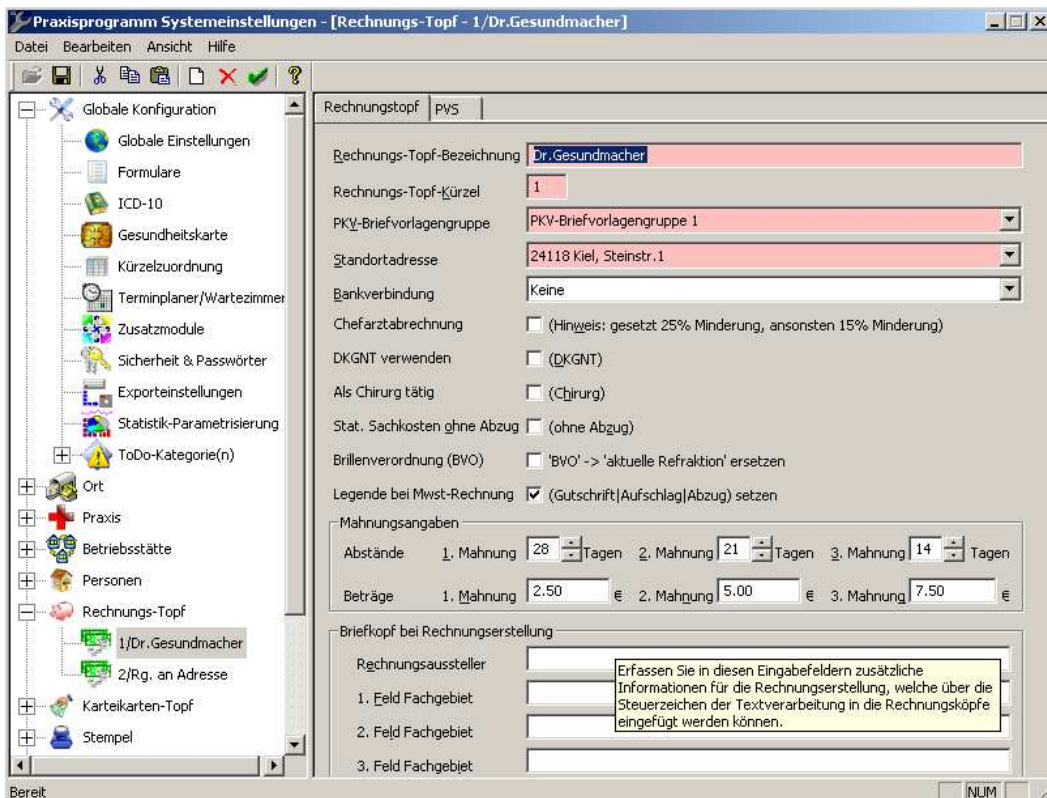 Praxisprogramm Systemeinstellungen - [Rechnungs-Topf - 1/Dr.Gesundmacher]
Datei Bearbeiten Ansicht Hilfe
Globale Konfiguration
Globale Einstellungen
Formulare
ICD-10
Gesundheitskarte
Kürzelzuordnung
Terminplaner/Wartezimmer
Zusatzmodule
Sicherheit & Passwörter
Exporteinstellungen
Statistik-Parametrisierung
ToDo-Kategorie(n)
Ort
Praxis
Betriebsstätte
Personen
Rechnungs-Topf
1/Dr.Gesundmacher
2/Rg. an Adresse
Karteikarten-Topf
Stempel
Rechnungstopf PVS
Rechnungs-Topf-Bezeichnung Dr.Gesundmacher
Rechnungs-Topf-Kürzel 1
PKV-Briefvorlagengruppe PKV-Briefvorlagengruppe 1
Standortadresse 24118 Kiel, Steinstr.1
Bankverbindung Keine
Chefarztabrechnung (Hinweis: gesetzt 25% Minderung, ansonsten 15% Minderung)
DKGNT verwenden (DKGNT)
Als Chirurg tätig (Chirurg)
Stat. Sachkosten ohne Abzug (ohne Abzug)
Brillenverordnung (BVO) 'BVO' -> 'aktuelle Refraktion' ersetzen
Legende bei Mwst-Rechnung (Gutschrift|Aufschlag|Abzug) setzen
Mahnungsangaben
Abstände 1. Mahnung 28 Tagen 2. Mahnung 21 Tagen 3. Mahnung 14 Tagen
Beträge 1. Mahnung 2.50 € 2. Mahnung 5.00 € 3. Mahnung 7.50 €
Briefkopf bei Rechnungserstellung
Rechnungsaussteller
1. Feld Fachgebiet
2. Feld Fachgebiet
3. Feld Fachgebiet
Erfassen Sie in diesen Eingabefeldern zusätzliche
Informationen für die Rechnungserstellung, welche über die
Steuerzeichen der Textverarbeitung in die Rechnungsköpfe
eingefügt werden können.
Bereit NUM